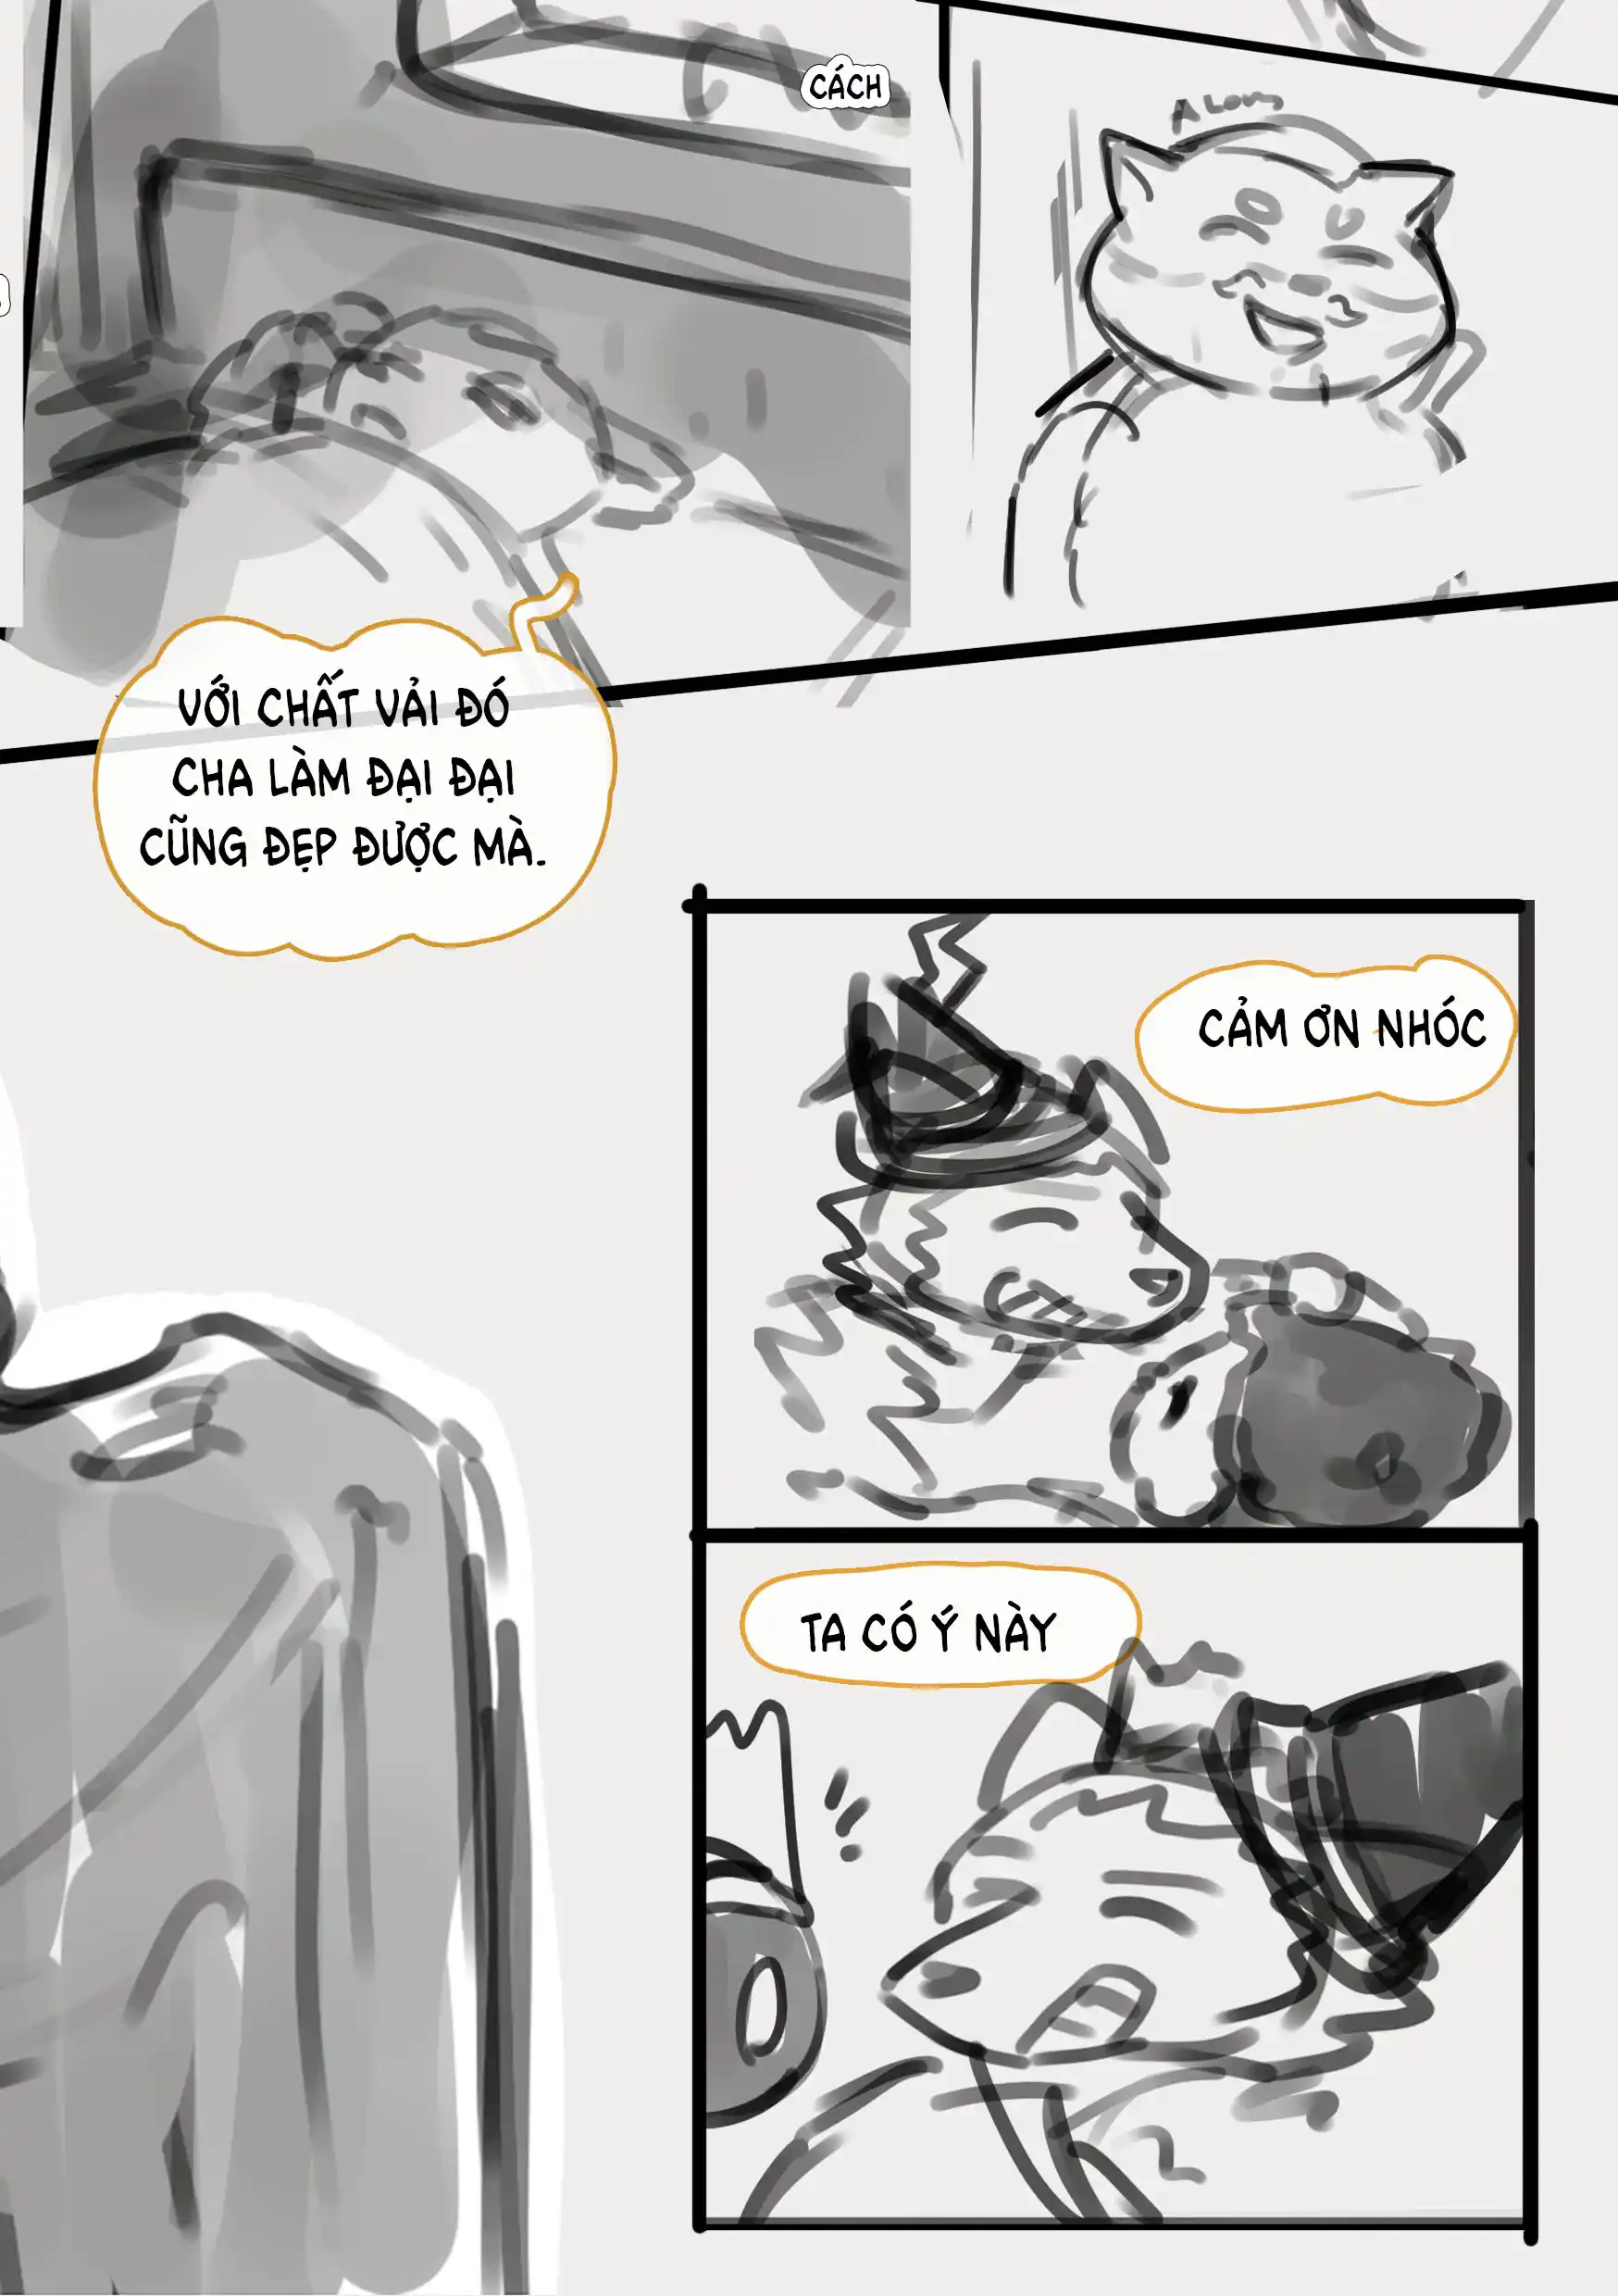 CÁCH
VỚI CHẤT VẢI ĐÓ
CHA LÀM ĐẠI ĐẠI
CŨNG ĐẸP ĐƯỢC MÀ.
CẢM ƠN NHÓC
TA CÓ Ý NÀY